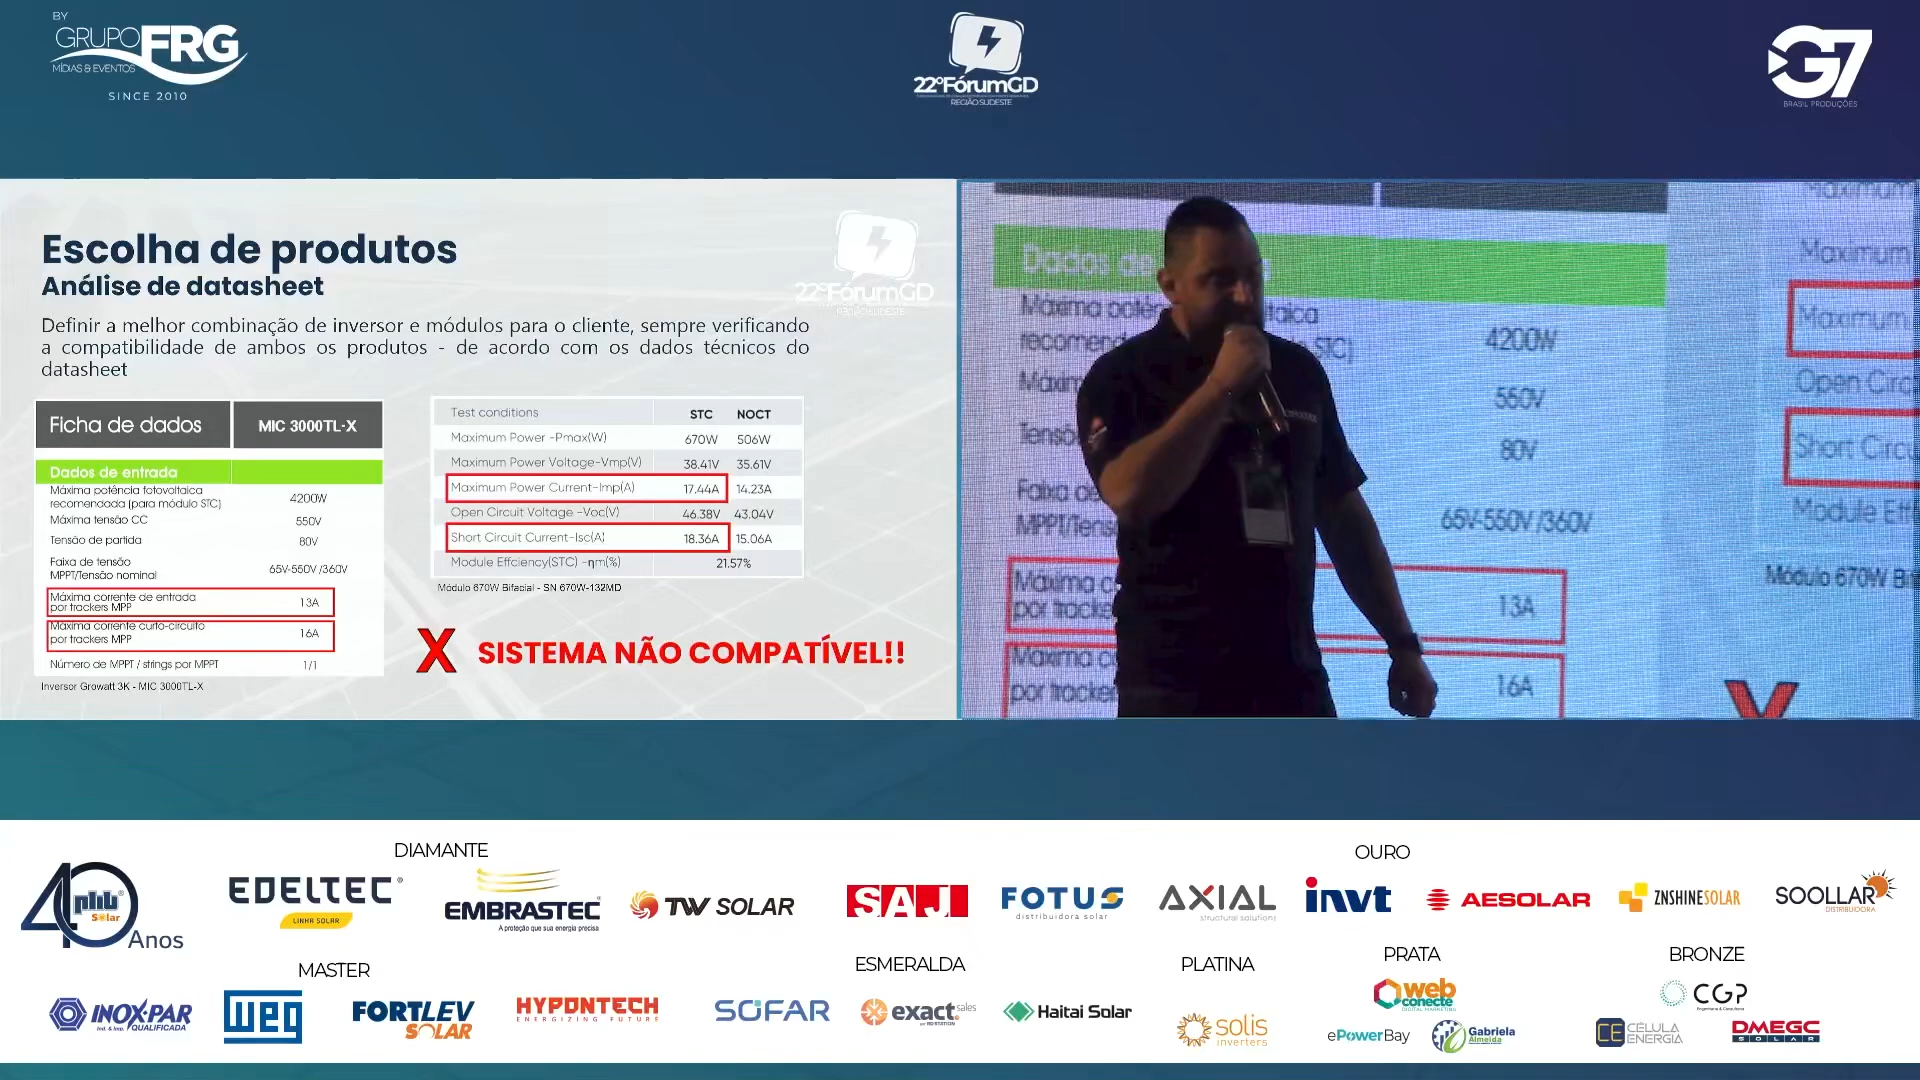 BY
GRUPO FRG
MÍDIAS & EVENTOS
SINCE 2010
22ºFórumGD
REGIÃO SUDESTE
G7
BRASIL PRODUÇÕES
Escolha de produtos
Análise de datasheet
Definir a melhor combinação de inversor e módulos para o cliente, sempre verificando
a compatibilidade de ambos os produtos - de acordo com os dados técnicos do
datasheet
22ºFórumGD
REGIÃO SUDESTE
Ficha de dados MIC 3000TL-X
Dados de entrada
Máxima potência fotovoltaica
recomendada (para módulo STC) 4200W
Máxima tensão CC 550V
Tensão de partida 80V
Faixa de tensão
MPPT/Tensão nominal 65V-550V /360V
Máxima corrente de entrada
por trackers MPP 13A
Máxima corrente curto-circuito
por trackers MPP 16A
Número de MPPT / strings por MPPT 1/1
Inversor Growatt 3K - MIC 3000TL-X
Test conditions STC NOCT
Maximum Power -Pmax(W) 670W 506W
Maximum Power Voltage-Vmp(V) 38.41V 35.61V
Maximum Power Current-Imp(A) 17.44A 14.23A
Open Circuit Voltage -Voc(V) 46.38V 43.04V
Short Circuit Current-Isc(A) 18.36A 15.06A
Module Effciency(STC) -ηm(%) 21.57%
Módulo 670W Bifacial - SN 670W-132MD
X SISTEMA NÃO COMPATÍVEL!!
Dados de
Máxima potên taica
recomend STC) 4200W
Máxim 550V
Tensão 80V
Faixa de
MPPT/Tens 65V-550V /360V
Máxima c
por tracke 13A
Máxima c
por tracker 16A
Maximum
Maximum
Open Circ
Short Circu
Module Eff
Módulo 670W Bi
X
DIAMANTE
OURO
40 phb Solar Anos
EDELTEC
LINHA SOLAR
EMBRASTEC
A proteção que sua energia precisa
TW SOLAR
SAJ
FOTUS
distribuidora solar
AXIAL
structural solutions
invt
AESOLAR
ZNSHINESOLAR
SOOLLAR
DISTRIBUIDORA
MASTER
ESMERALDA
PLATINA
PRATA
BRONZE
INOX-PAR
Ind. & Imp. QUALIFICADA
WEG
FORTLEV
SOLAR
HYPONTECH
ENERGIZING FUTURE
SOFAR
exact sales
Haitai Solar
solis
inverters
web
conecte
DIGITAL MARKETING
ePowerBay
Gabriela
Almeida
CGP
Engenharia & Consultoria
CE CÉLULA
ENERGIA
DMEGC
SOLAR